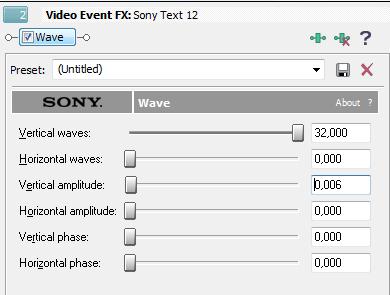 2 Video Event FX: Sony Text 12
Wave ?
Preset: (Untitled)
SONY. Wave About ?
Vertical waves: 32,000
Horizontal waves: 0,000
Vertical amplitude: 0,006
Horizontal amplitude: 0,000
Vertical phase: 0,000
Horizontal phase: 0,000